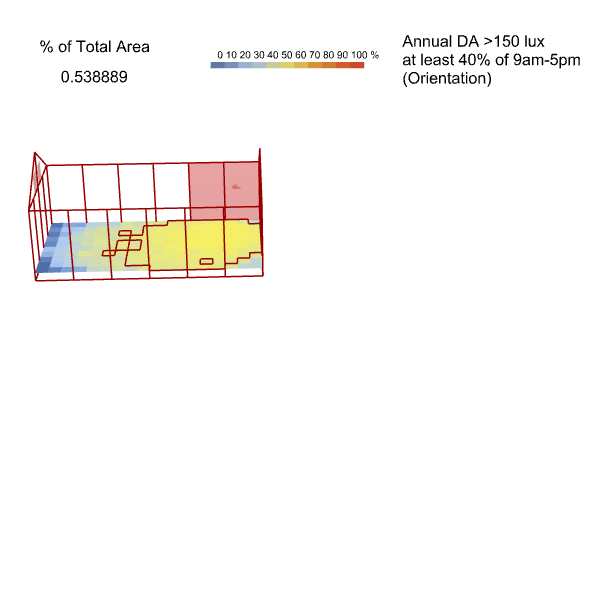 % of Total Area
0.538889
0 10 20 30 40 50 60 70 80 90 100 %
Annual DA >150 lux
at least 40% of 9am-5pm
(Orientation)